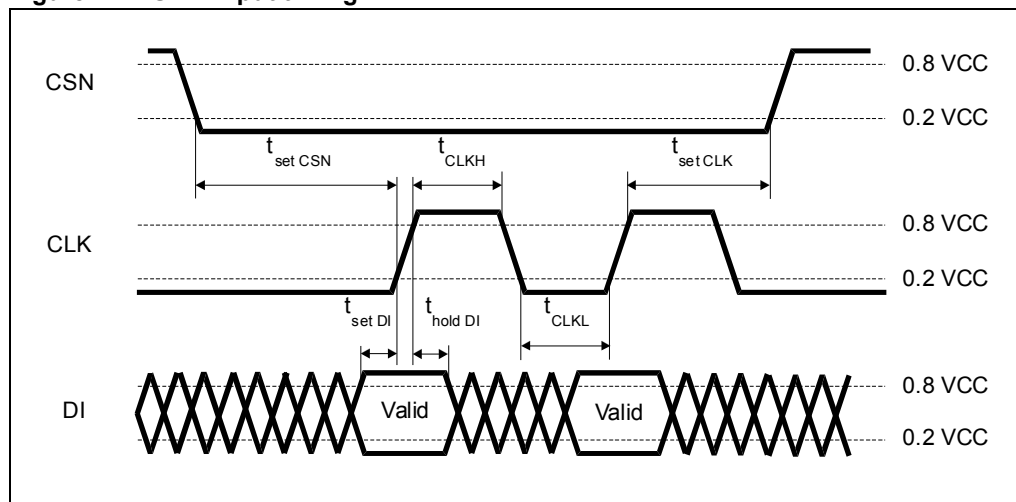 CSN
0.8 VCC
0.2 VCC
t set CSN
t CLKH
t set CLK
CLK
0.8 VCC
0.2 VCC
t set DI
t hold DI
t CLKL
DI
Valid
Valid
0.8 VCC
0.2 VCC